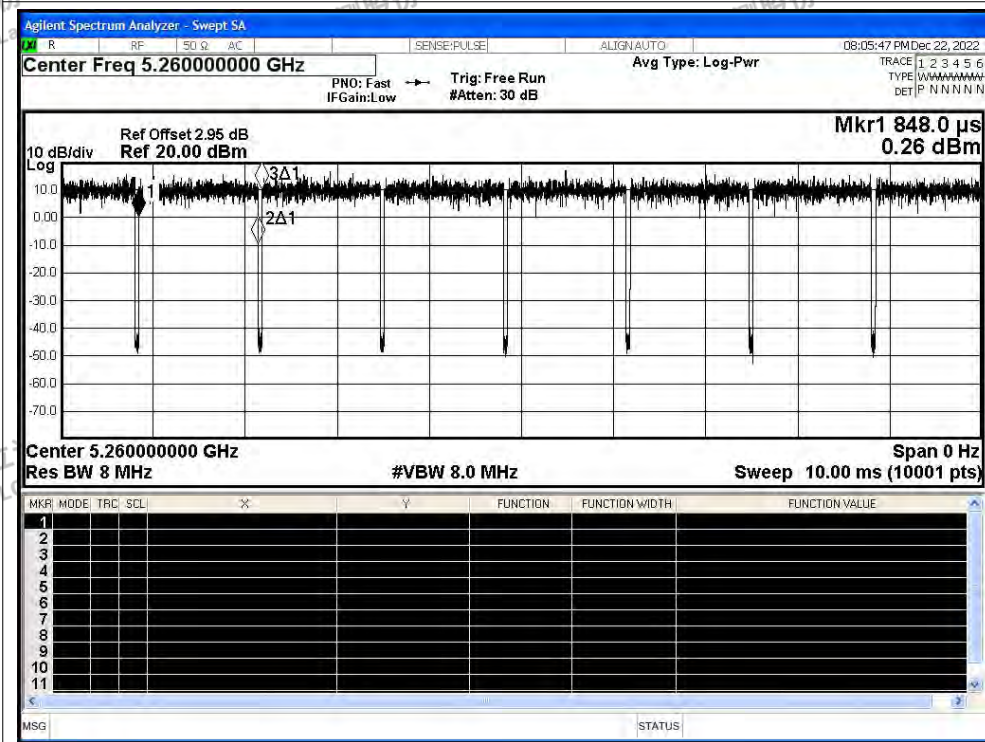 Agilent Spectrum Analyzer - Swept SA
LXI R RF 50 Ω AC SENSE:PULSE ALIGN AUTO 08:05:47 PM Dec 22, 2022
Center Freq 5.260000000 GHz Avg Type: Log-Pwr TRACE 1 2 3 4 5 6
PNO: Fast Trig: Free Run TYPE
IFGain:Low #Atten: 30 dB DET P N N N N N
Mkr1 848.0 µs
Ref Offset 2.95 dB
10 dB/div Ref 20.00 dBm 0.26 dBm
Log
3Δ1
10.0
1
0.00
2Δ1
-10.0
-20.0
-30.0
-40.0
-50.0
-60.0
-70.0
Center 5.260000000 GHz Span 0 Hz
Res BW 8 MHz #VBW 8.0 MHz Sweep 10.00 ms (10001 pts)
MKR MODE TRC SCL X Y FUNCTION FUNCTION WIDTH FUNCTION VALUE
1
2
3
4
5
6
7
8
9
10
11
MSG STATUS